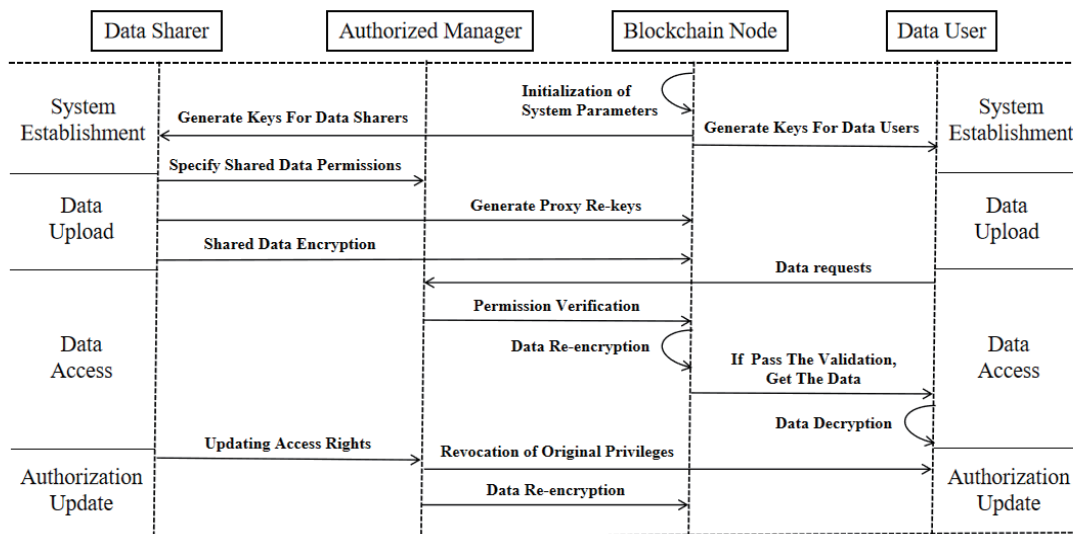 Data Sharer
Authorized Manager
Blockchain Node
Data User
System
Establishment
Initialization of
System Parameters
System
Establishment
Generate Keys For Data Sharers
Generate Keys For Data Users
Specify Shared Data Permissions
Data
Upload
Generate Proxy Re-keys
Data
Upload
Shared Data Encryption
Data requests
Permission Verification
Data
Access
Data Re-encryption
If Pass The Validation,
Get The Data
Data
Access
Data Decryption
Updating Access Rights
Revocation of Original Privileges
Authorization
Update
Data Re-encryption
Authorization
Update